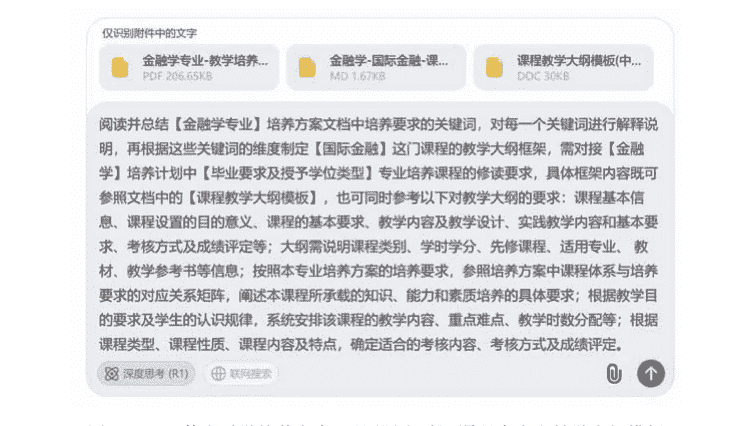 仅识别附件中的文字
金融学专业-教学培养...
PDF 206.65KB
金融学-国际金融-课...
MD 1.67KB
课程教学大纲模板(中...
DOC 30KB
阅读并总结【金融学专业】培养方案文档中培养要求的关键词，对每一个关键词进行解释说
明，再根据这些关键词的维度制定【国际金融】这门课程的教学大纲框架，需对接【金融
学】培养计划中【毕业要求及授予学位类型】专业培养课程的修读要求，具体框架内容既可
参照文档中的【课程教学大纲模板】，也可同时参考以下对教学大纲的要求：课程基本信
息、课程设置的目的意义、课程的基本要求、教学内容及教学设计、实践教学内容和基本要
求、考核方式及成绩评定等；大纲需说明课程类别、学时学分、先修课程、适用专业、 教
材、教学参考书等信息；按照本专业培养方案的培养要求，参照培养方案中课程体系与培养
要求的对应关系矩阵，阐述本课程所承载的知识、能力和素质培养的具体要求；根据教学目
的要求及学生的认识规律，系统安排该课程的教学内容、重点难点、教学时数分配等；根据
课程类型、课程性质、课程内容及特点，确定适合的考核内容、考核方式及成绩评定。
深度思考 (R1)
联网搜索